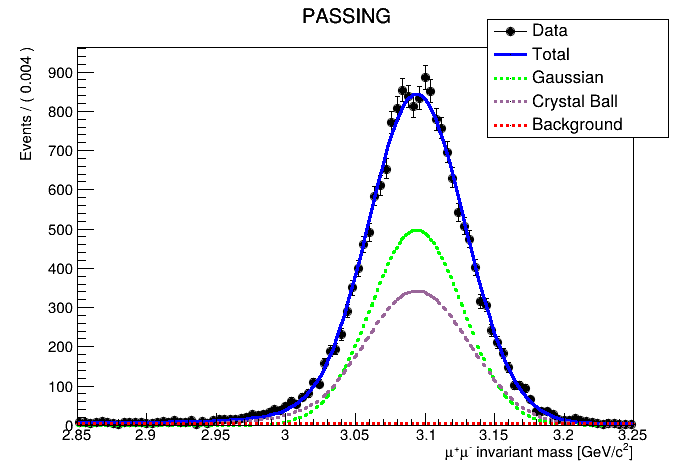 PASSING
Data
Total
Gaussian
Crystal Ball
Background
Events / ( 0.004 )
900
800
700
600
500
400
300
200
100
0
2.85 2.9 2.95 3 3.05 3.1 3.15 3.2 3.25
μ⁺μ⁻ invariant mass [GeV/c²]